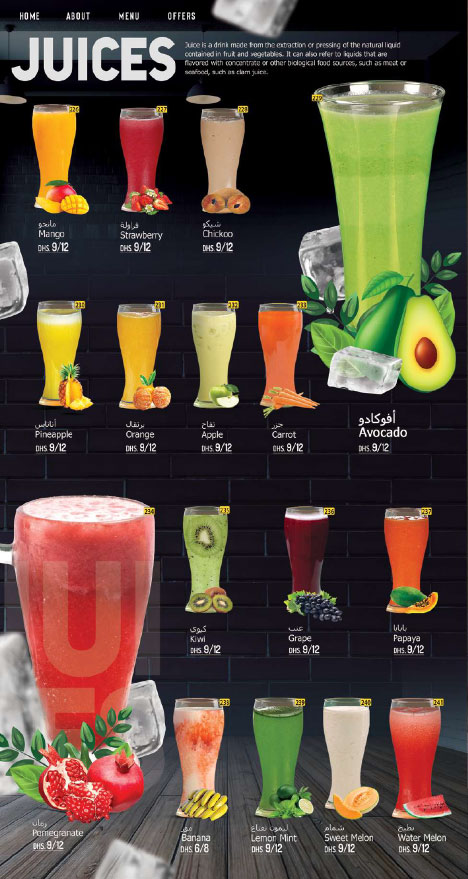 HOME ABOUT MENU OFFERS
JUICES
Juice is a drink made from the extraction or pressing of the natural liquid
contained in fruit and vegetables. It can also refer to liquids that are
flavored with concentrate or other biological food sources, such as meat or
seafood, such as clam juice.
226
227
228
229
مانجو
Mango
DHS. 9/12
فراولة
Strawberry
DHS. 9/12
شيكو
Chickoo
DHS. 9/12
230
231
232
233
أناناس
Pineapple
DHS. 9/12
برتقال
Orange
DHS. 9/12
تفاح
Apple
DHS. 9/12
جزر
Carrot
DHS. 9/12
أفوكادو
Avocado
DHS. 9/12
234
236
237
كيوي
Kiwi
DHS. 9/12
عنب
Grape
DHS. 9/12
بابايا
Papaya
DHS. 9/12
238
239
240
241
رمان
Pomegranate
DHS. 9/12
Banana
DHS. 6/8
ليمون نعناع
Lemon Mint
DHS. 9/12
شمام
Sweet Melon
DHS. 9/12
بطيخ
Water Melon
DHS. 9/12